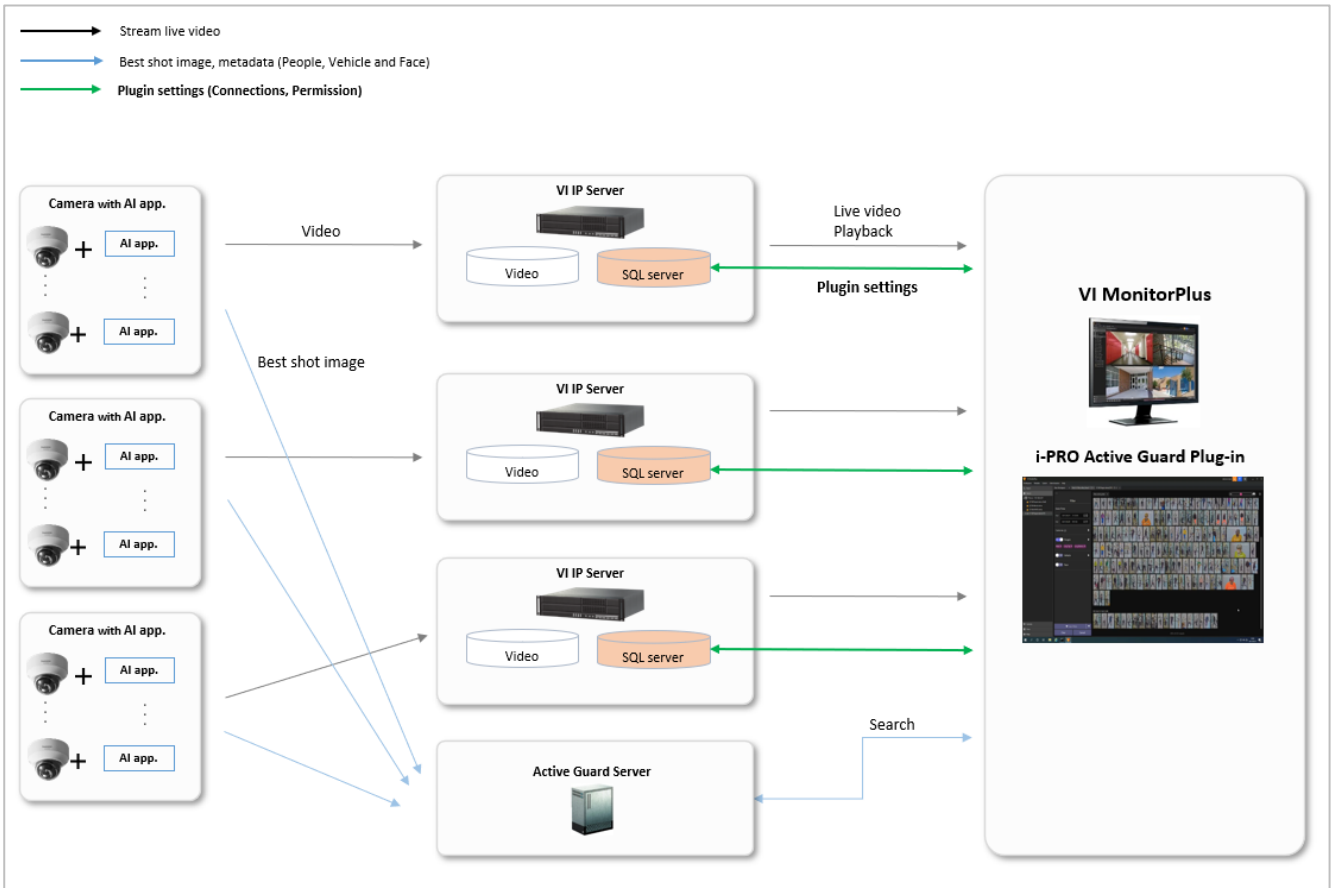 Stream live video
Best shot image, metadata (People, Vehicle and Face)
Plugin settings (Connections, Permission)
Camera with AI app.
AI app.
AI app.
Camera with AI app.
AI app.
AI app.
Camera with AI app.
AI app.
AI app.
Video
Best shot image
VI IP Server
Video
SQL server
VI IP Server
Video
SQL server
VI IP Server
Video
SQL server
Active Guard Server
Live video
Playback
Plugin settings
Search
VI MonitorPlus
i-PRO Active Guard Plug-in